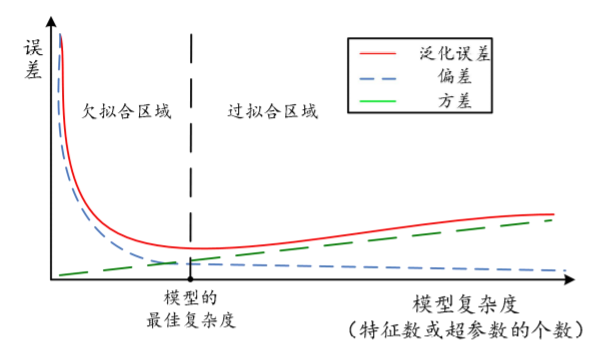 误差
泛化误差
偏差
方差
欠拟合区域
过拟合区域
模型的
最佳复杂度
模型复杂度
（特征数或超参数的个数）